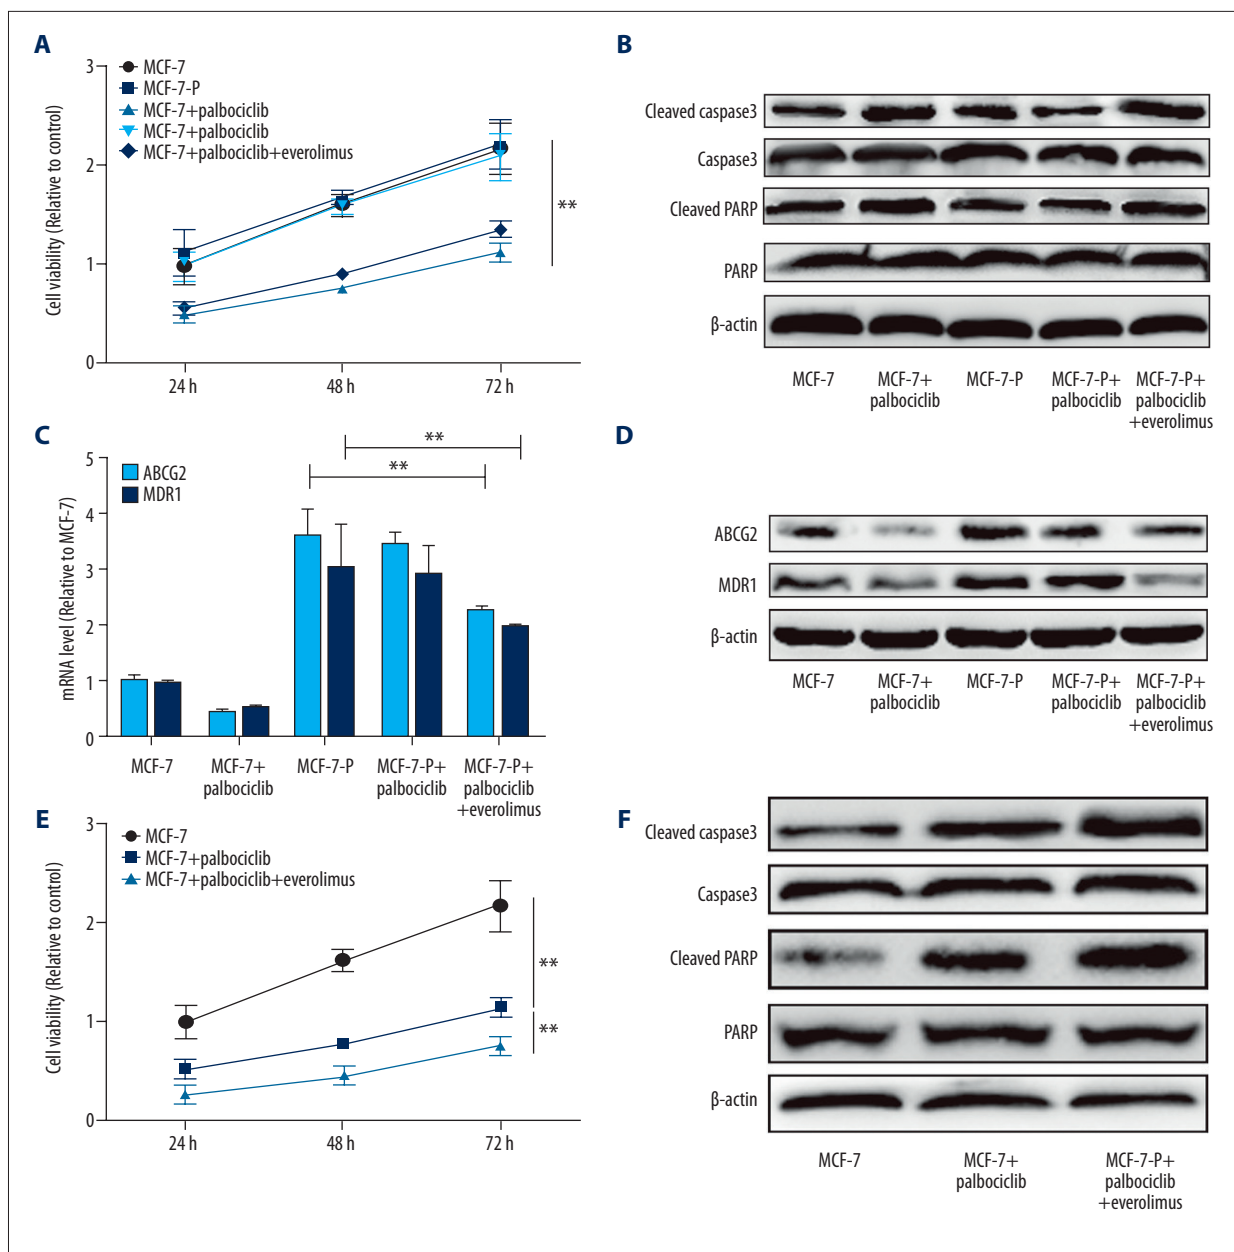 A
3
2
1
0
Cell viability (Relative to control)
MCF-7
MCF-7-P
MCF-7+palbociclib
MCF-7+palbociclib
MCF-7+palbociclib+everolimus
**
24 h
48 h
72 h
B
Cleaved caspase3
Caspase3
Cleaved PARP
PARP
β-actin
MCF-7
MCF-7+
palbociclib
MCF-7-P
MCF-7-P+
palbociclib
MCF-7-P+
palbociclib
+everolimus
C
5
4
3
2
1
0
mRNA level (Relative to MCF-7)
ABCG2
MDR1
**
**
MCF-7
MCF-7+
palbociclib
MCF-7-P
MCF-7-P+
palbociclib
MCF-7-P+
palbociclib
+everolimus
D
ABCG2
MDR1
β-actin
MCF-7
MCF-7+
palbociclib
MCF-7-P
MCF-7-P+
palbociclib
MCF-7-P+
palbociclib
+everolimus
E
3
2
1
0
Cell viability (Relative to control)
MCF-7
MCF-7+palbociclib
MCF-7+palbociclib+everolimus
**
**
24 h
48 h
72 h
F
Cleaved caspase3
Caspase3
Cleaved PARP
PARP
β-actin
MCF-7
MCF-7+
palbociclib
MCF-7-P+
palbociclib
+everolimus